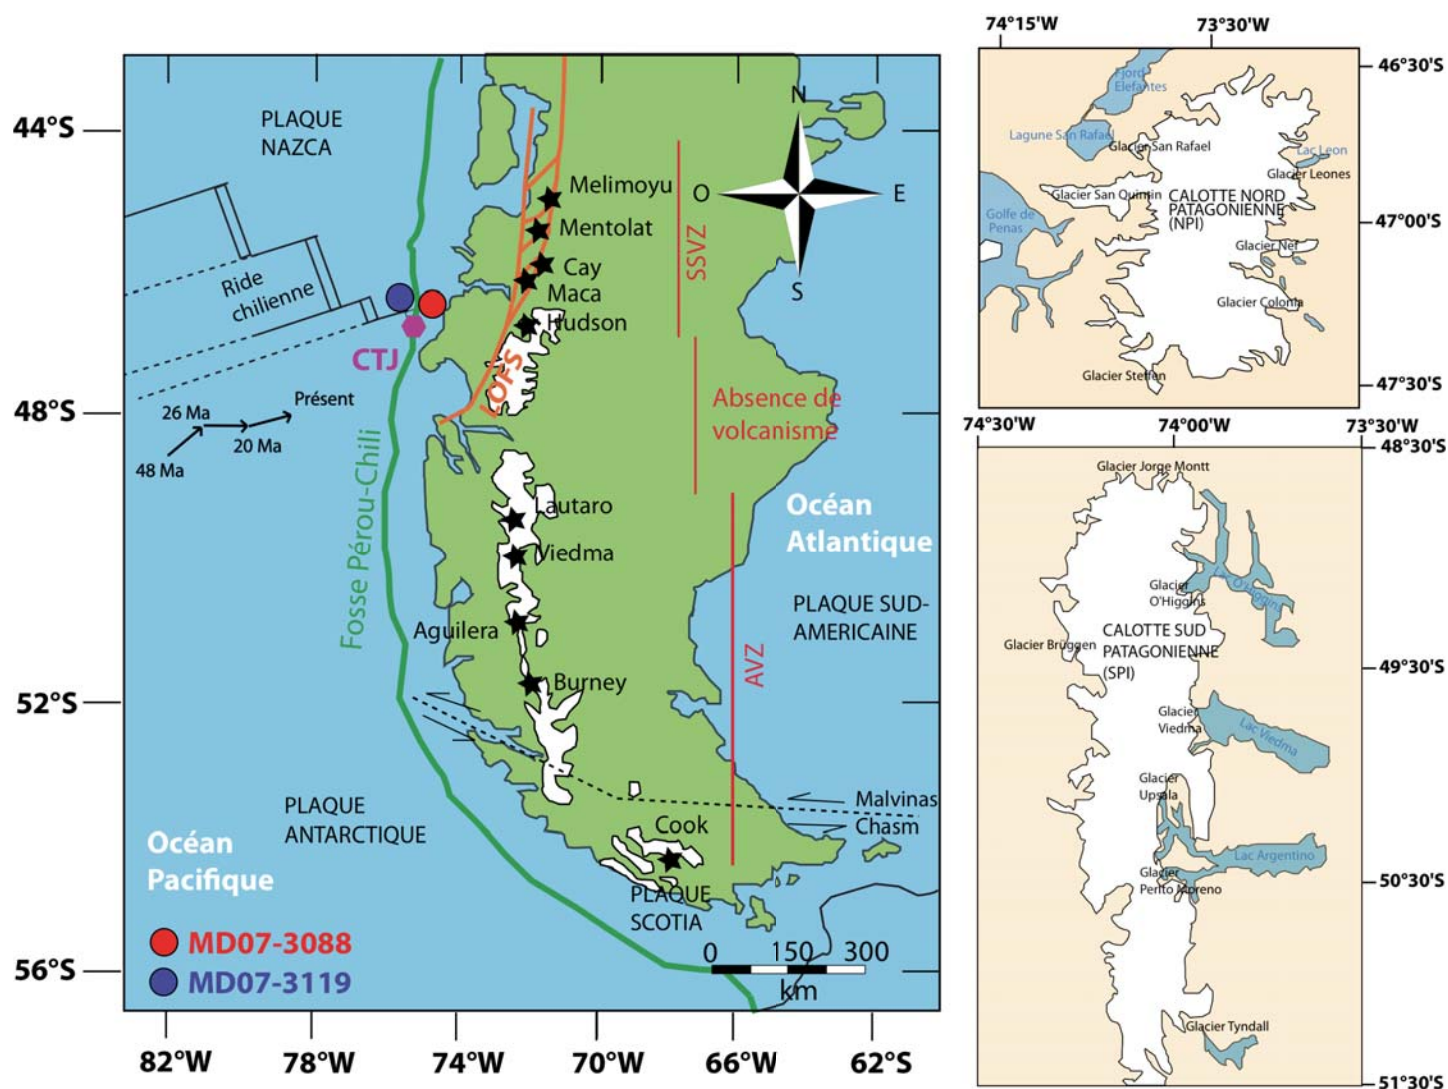 44°S
48°S
52°S
56°S
82°W
78°W
74°W
70°W
66°W
62°W
PLAQUE
NAZCA
Ride
chilienne
CTJ
26 Ma
Présent
20 Ma
48 Ma
Fosse Pérou-Chili
LOFS
Melimoyu
Mentolat
Cay
Maca
Hudson
N
O
E
S
SSVZ
Absence de
volcanisme
AVZ
Lautaro
Viedma
Aguilera
Burney
Cook
Océan
Atlantique
PLAQUE SUD-
AMERICAINE
Malvinas
Chasm
PLAQUE
SCOTIA
PLAQUE
ANTARCTIQUE
Océan
Pacifique
MD07-3088
MD07-3119
0 150 300
km
74°15'W
73°30'W
46°30'S
47°00'S
47°30'S
Fjord
Elefantes
Lagune San Rafael
Glacier San Rafael
Lac Leon
Glacier Leones
Glacier San Quintin
CALOTTE NORD
PATAGONIENNE
(NPI)
Golfe de
Penas
Glacier Nef
Glacier Colonia
Glacier Steffen
74°30'W
74°00'W
73°30'W
48°30'S
49°30'S
50°30'S
51°30'S
Glacier Jorge Montt
Glacier
O'Higgins
Lac O'Higgins
Glacier Brüggen
CALOTTE SUD
PATAGONIENNE
(SPI)
Glacier
Viedma
Lac Viedma
Glacier
Upsala
Lac Argentino
Glacier
Perito Moreno
Glacier Tyndall